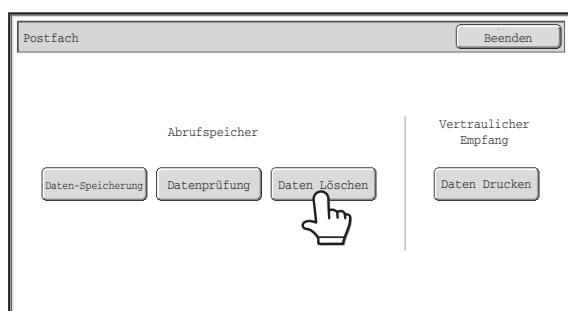 Postfach
Beenden
Abrufspeicher
Vertraulicher
Empfang
Daten-Speicherung
Datenprüfung
Daten Löschen
Daten Drucken